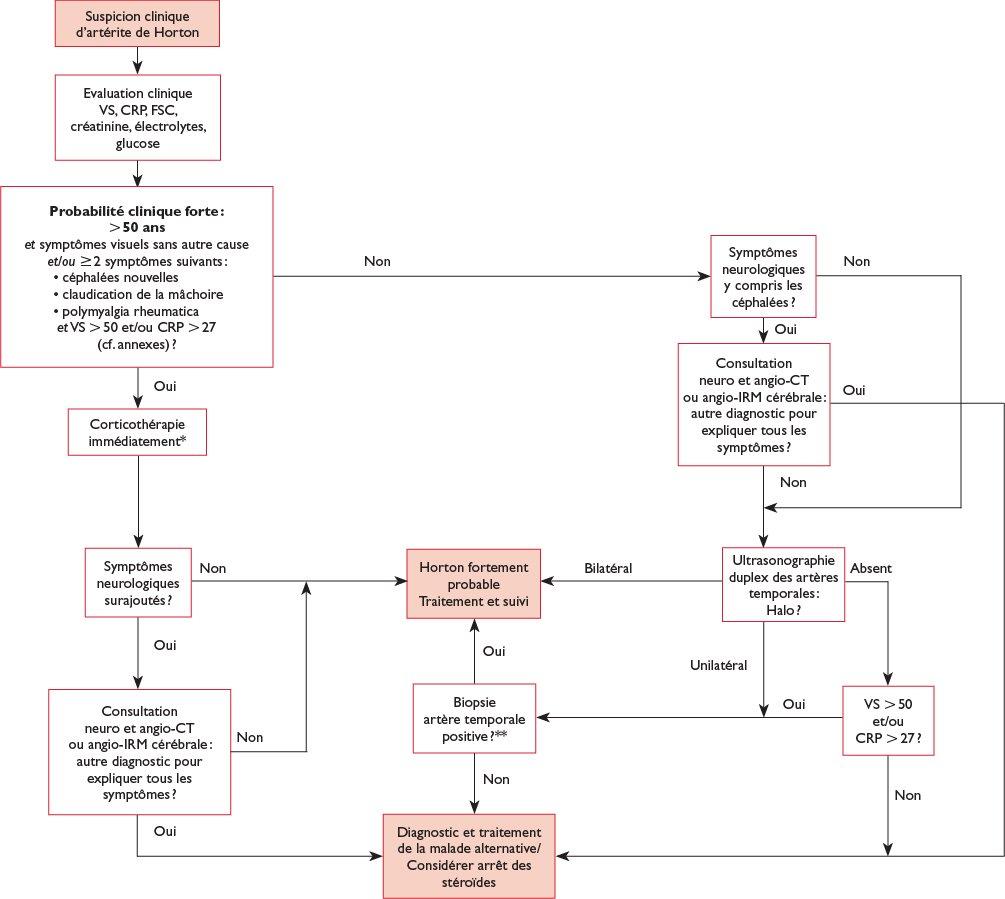 Suspicion clinique
d'artérite de Horton
Evaluation clinique
VS, CRP, FSC,
créatinine, électrolytes,
glucose
Probabilité clinique forte :
> 50 ans
et symptômes visuels sans autre cause
et/ou ≥ 2 symptômes suivants :
• céphalées nouvelles
• claudication de la mâchoire
• polymyalgia rheumatica
et VS > 50 et/ou CRP > 27
(cf. annexes) ?
Non
Symptômes
neurologiques
y compris les
céphalées ?
Non
Oui
Consultation
neuro et angio-CT
ou angio-IRM cérébrale :
autre diagnostic pour
expliquer tous les
symptômes ?
Oui
Non
Oui
Corticothérapie
immédiatement*
Symptômes
neurologiques
surajoutés ?
Non
Oui
Consultation
neuro et angio-CT
ou angio-IRM cérébrale :
autre diagnostic pour
expliquer tous les
symptômes ?
Non
Oui
Horton fortement
probable
Traitement et suivi
Bilatéral
Ultrasonographie
duplex des artères
temporales :
Halo ?
Absent
Unilatéral
Oui
Biopsie
artère temporale
positive ?**
Oui
VS > 50
et/ou
CRP > 27 ?
Non
Non
Diagnostic et traitement
de la malade alternative/
Considérer arrêt des
stéroïdes